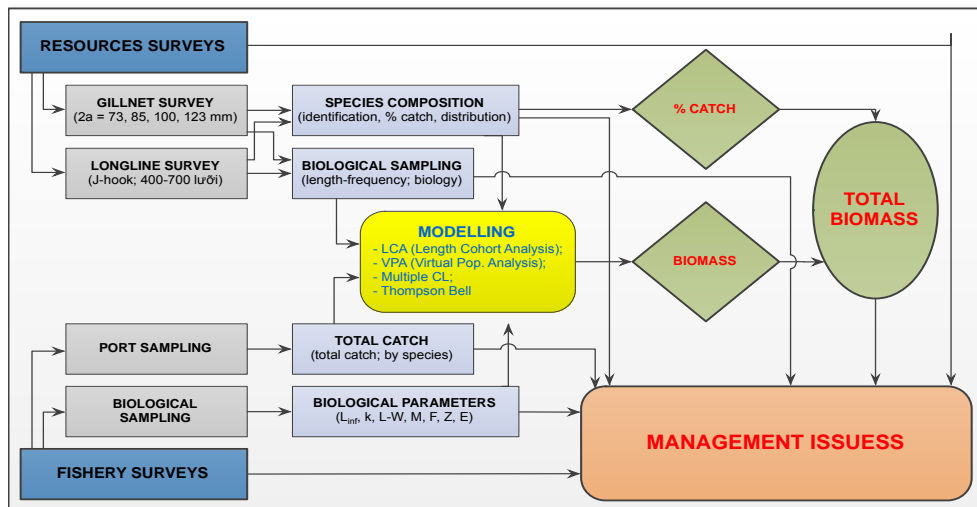 RESOURCES SURVEYS
GILLNET SURVEY
(2a = 73, 85, 100, 123 mm)
SPECIES COMPOSITION
(identification, % catch, distribution)
% CATCH
LONGLINE SURVEY
(J-hook; 400-700 lưỡi)
BIOLOGICAL SAMPLING
(length-frequency; biology)
TOTAL
BIOMASS
MODELLING
- LCA (Length Cohort Analysis);
- VPA (Virtual Pop. Analysis);
- Multiple CL;
- Thompson Bell
BIOMASS
PORT SAMPLING
TOTAL CATCH
(total catch; by species)
BIOLOGICAL
SAMPLING
BIOLOGICAL PARAMETERS
(Linf, k, L-W, M, F, Z, E)
MANAGEMENT ISSUESS
FISHERY SURVEYS